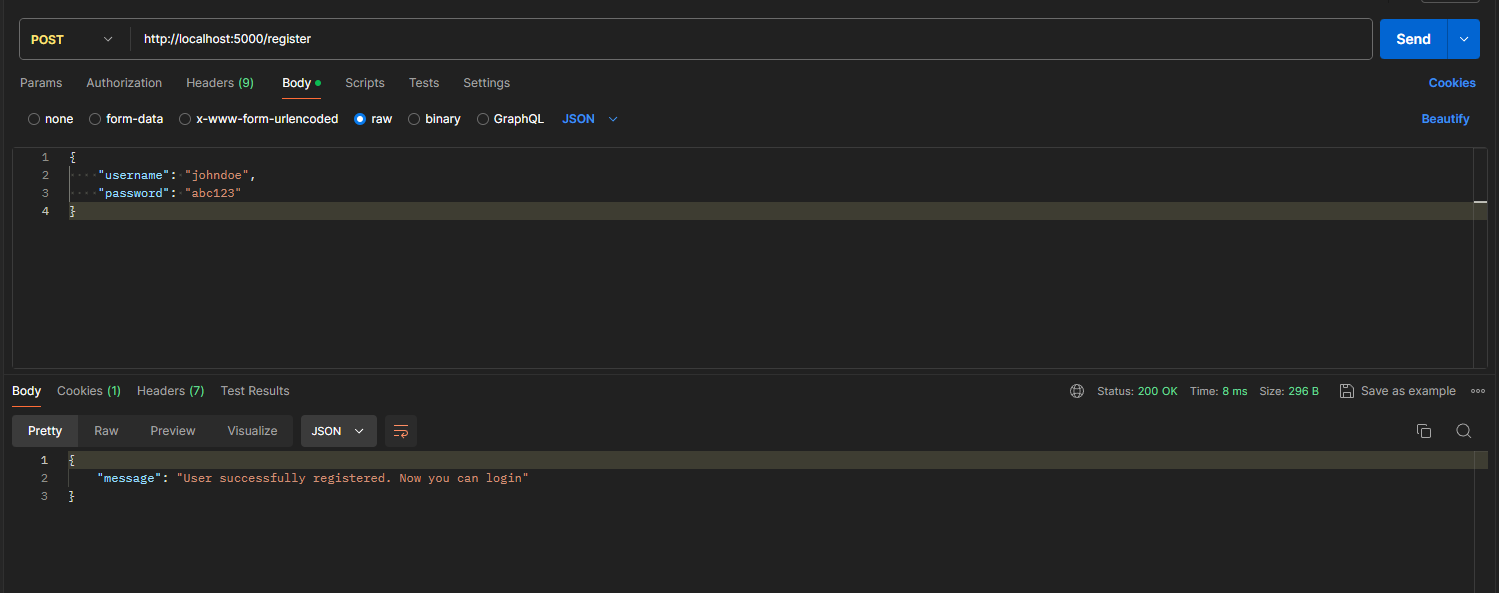 POST http://localhost:5000/register Send
Params Authorization Headers (9) Body Scripts Tests Settings Cookies
none form-data x-www-form-urlencoded raw binary GraphQL JSON Beautify
1 {
2 "username": "johndoe",
3 "password": "abc123"
4 }
Body Cookies (1) Headers (7) Test Results Status: 200 OK Time: 8 ms Size: 296 B Save as example
Pretty Raw Preview Visualize JSON
1 {
2 "message": "User successfully registered. Now you can login"
3 }